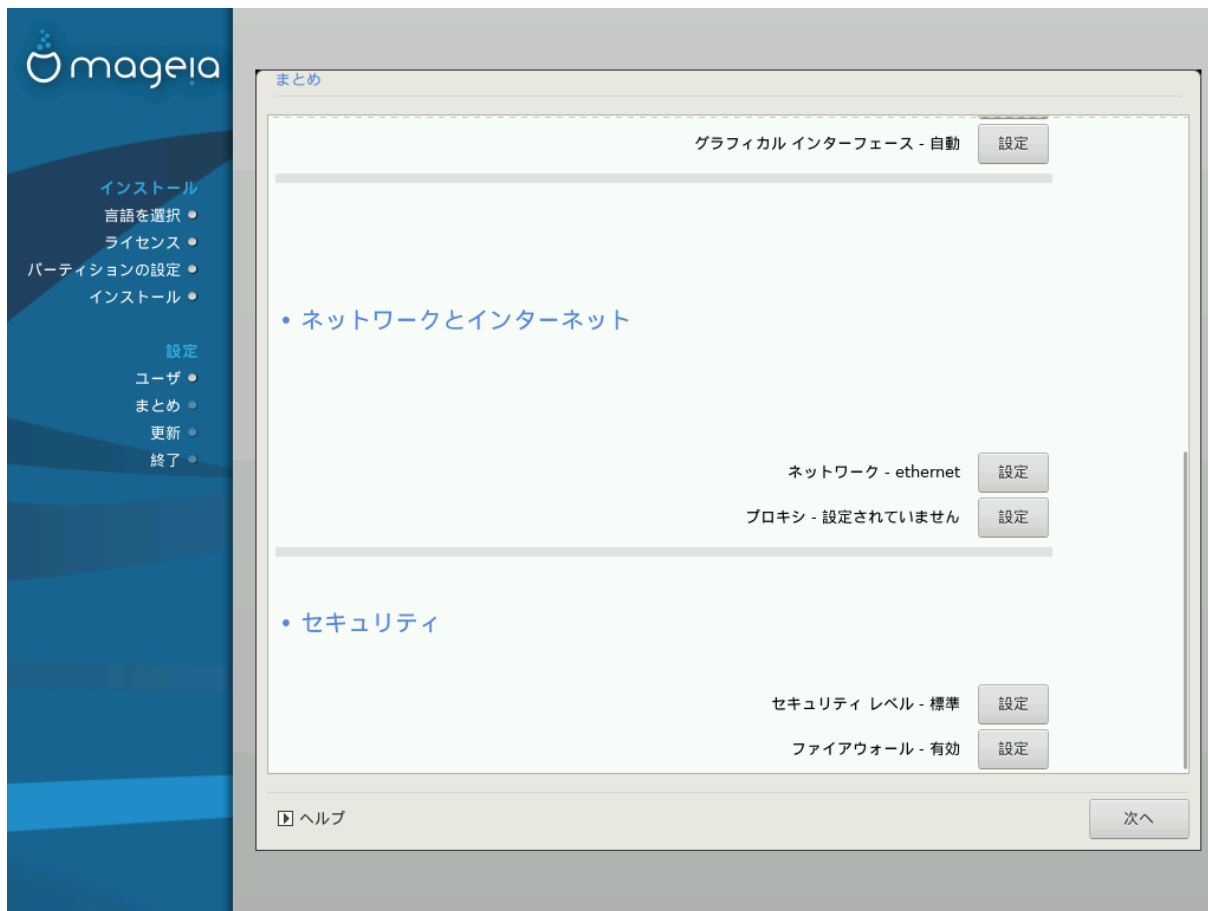 mageia
インストール
言語を選択
ライセンス
パーティションの設定
インストール
設定
ユーザ
まとめ
更新
終了
まとめ
グラフィカル インターフェース - 自動 設定
• ネットワークとインターネット
ネットワーク - ethernet 設定
プロキシ - 設定されていません 設定
• セキュリティ
セキュリティ レベル - 標準 設定
ファイアウォール - 有効 設定
ヘルプ 次へ